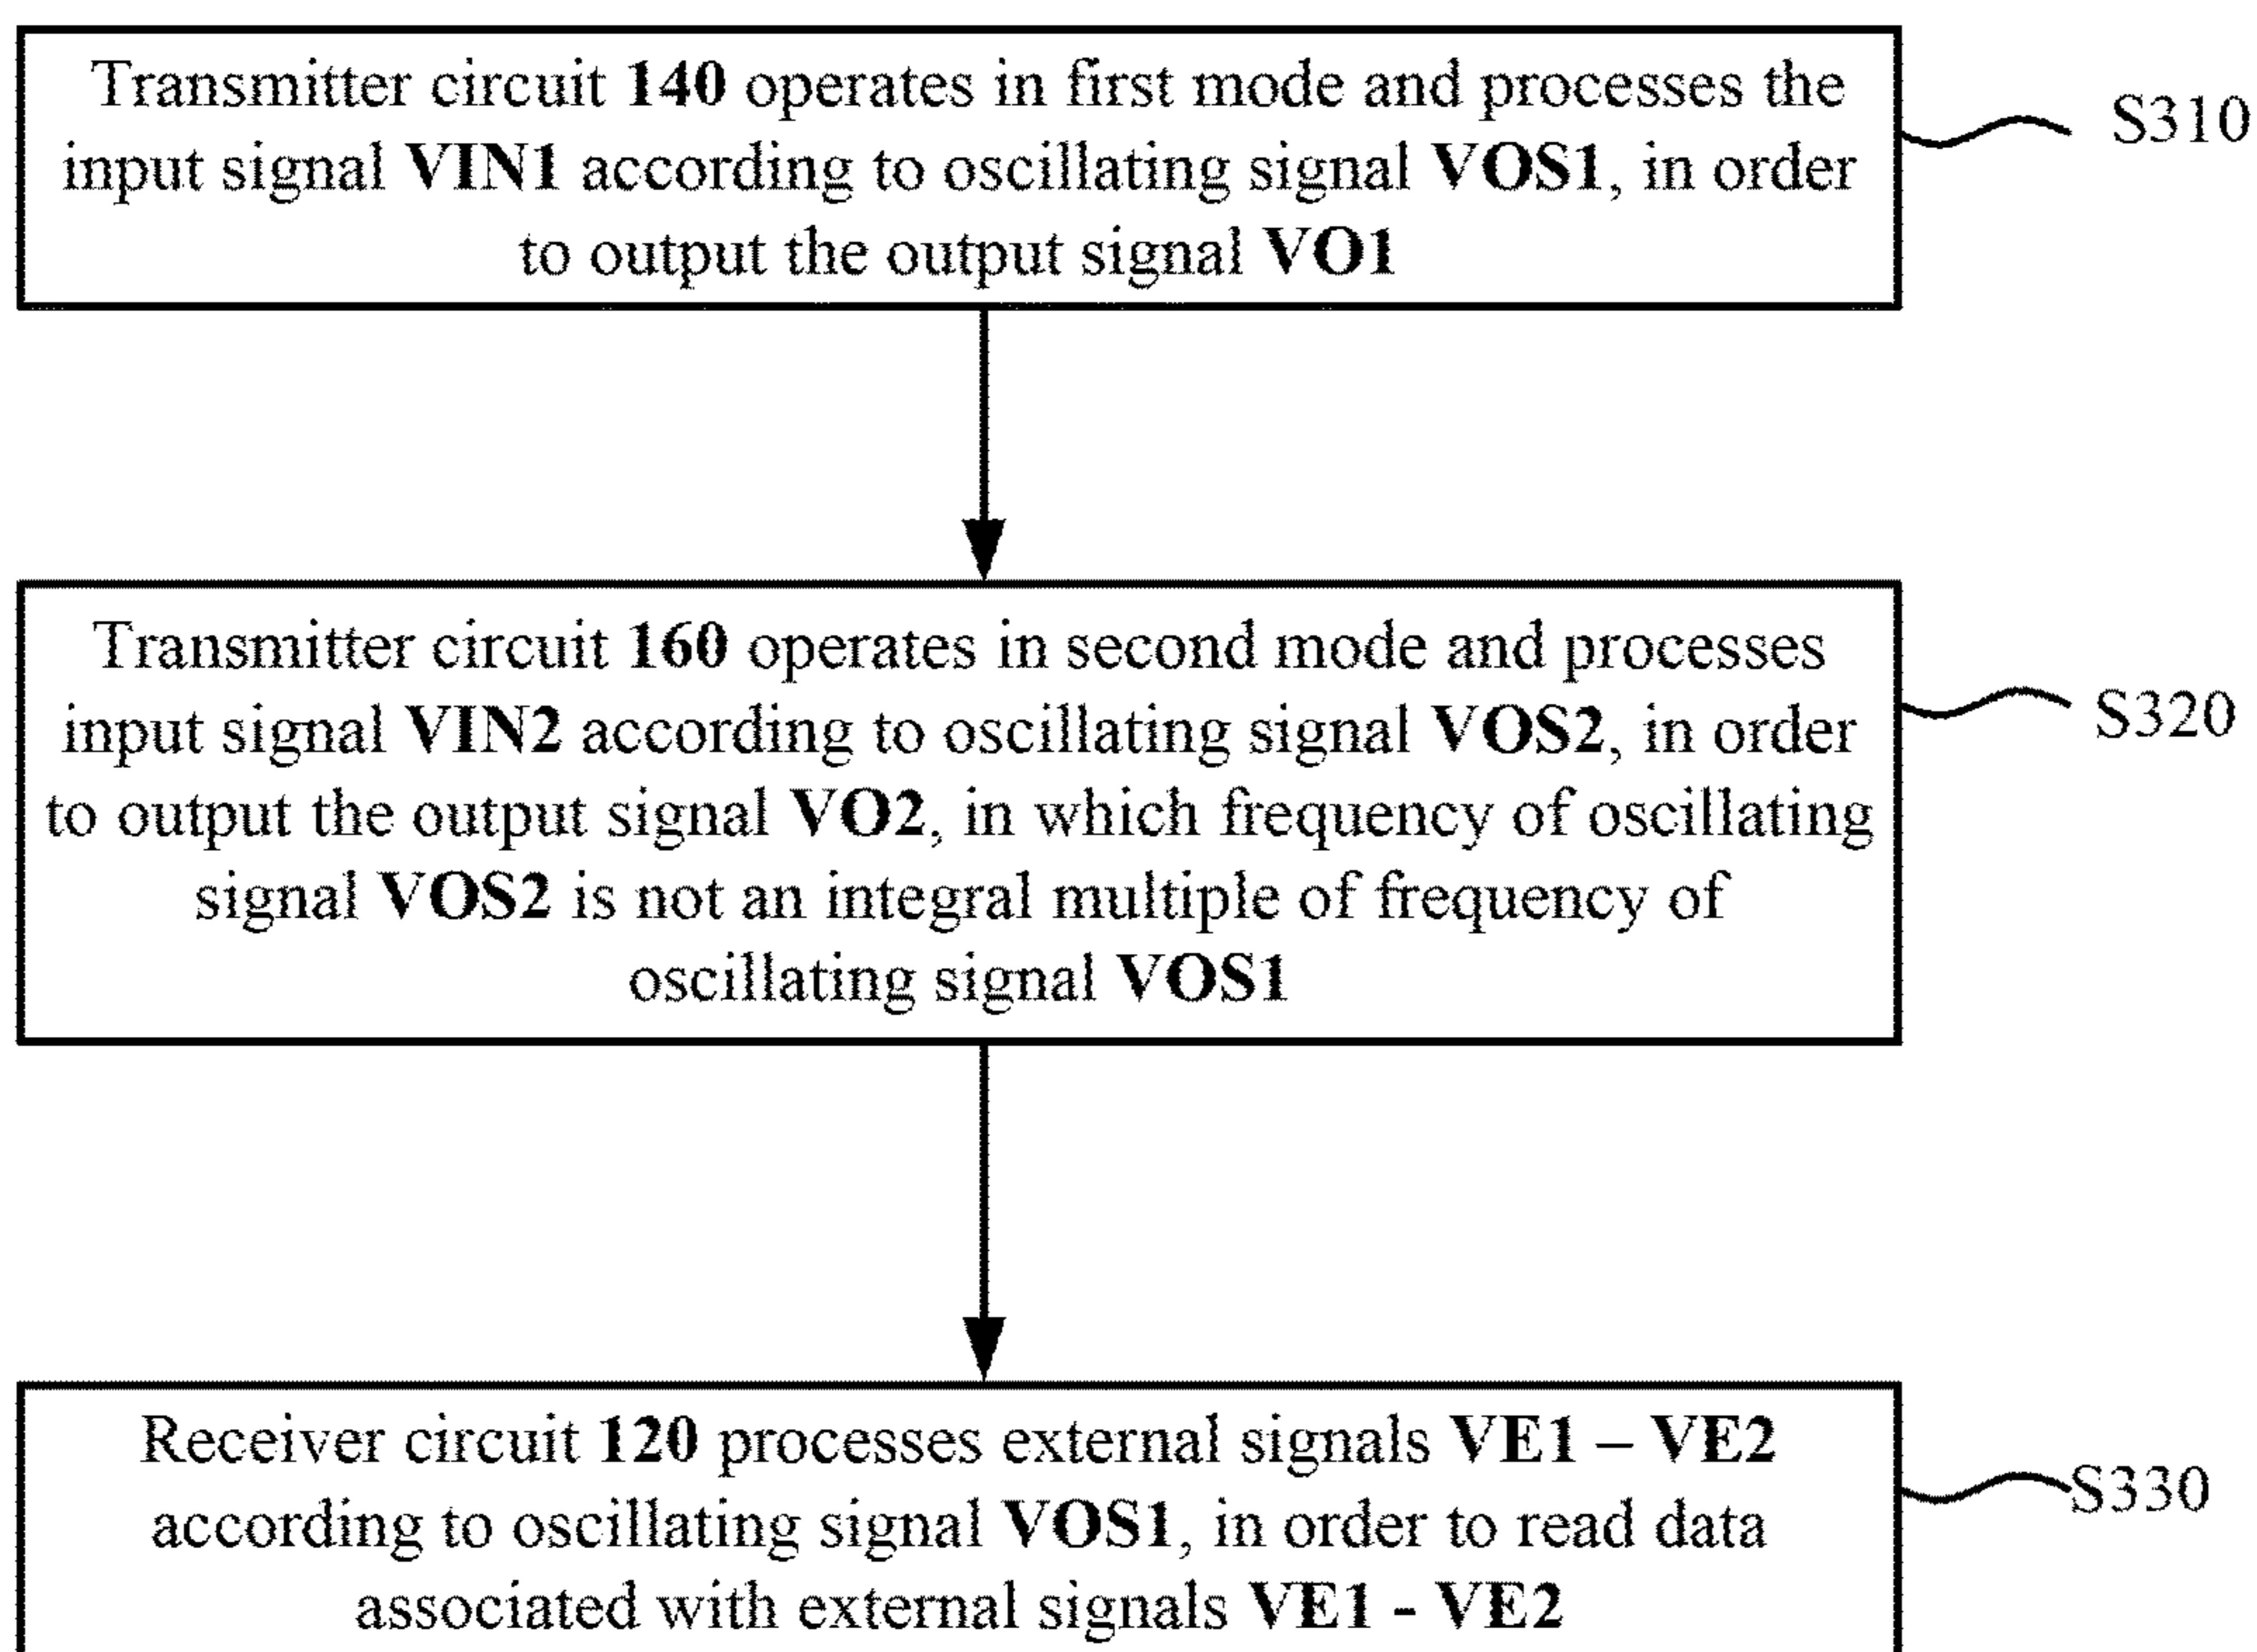 Transmitter circuit 140 operates in first mode and processes the
input signal VIN1 according to oscillating signal VOS1, in order
to output the output signal VO1
S310
Transmitter circuit 160 operates in second mode and processes
input signal VIN2 according to oscillating signal VOS2, in order
to output the output signal VO2, in which frequency of oscillating
signal VOS2 is not an integral multiple of frequency of
oscillating signal VOS1
S320
Receiver circuit 120 processes external signals VE1 – VE2
according to oscillating signal VOS1, in order to read data
associated with external signals VE1 - VE2
S330